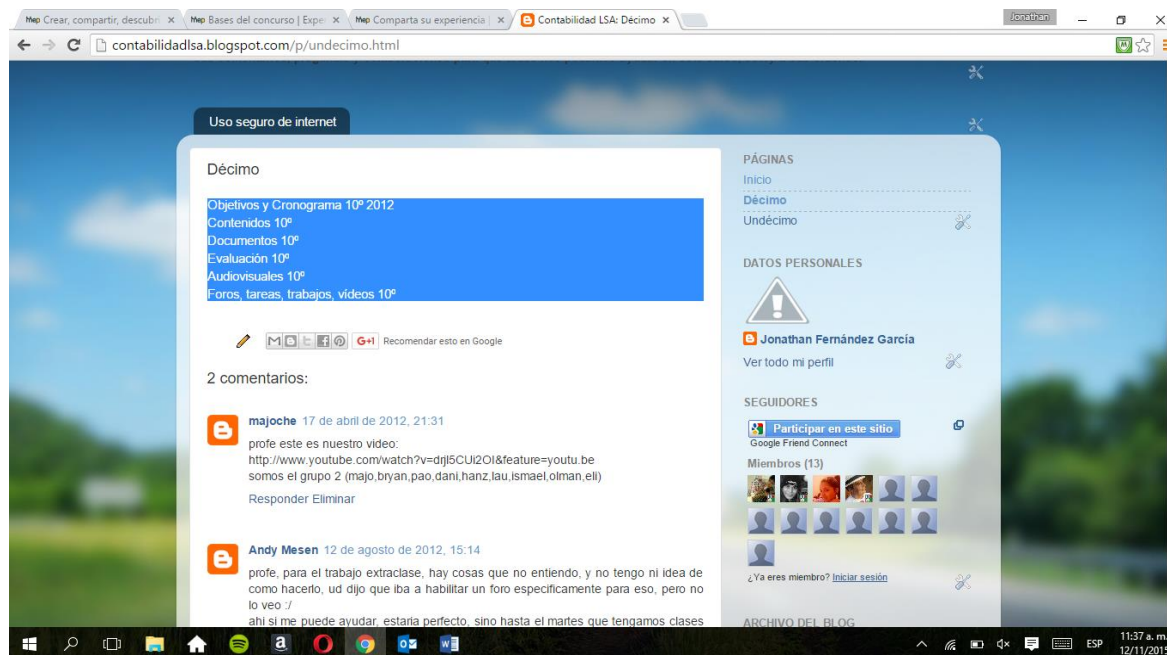 Mep Crear, compartir, descubri
Mep Bases del concurso | Expe
Mep Comparta su experiencia
Contabilidad LSA: Décimo
Jonathan
contabilidadlsa.blogspot.com/p/undecimo.html
Uso seguro de internet
Décimo
Objetivos y Cronograma 10º 2012
Contenidos 10º
Documentos 10º
Evaluación 10º
Audiovisuales 10º
Foros, tareas, trabajos, vídeos 10º
G+1 Recomendar esto en Google
2 comentarios:
majoche 17 de abril de 2012, 21:31
profe este es nuestro video:
http://www.youtube.com/watch?v=drjl5CUi2OI&feature=youtu.be
somos el grupo 2 (majo,bryan,pao,dani,hanz,lau,ismael,olman,eli)
Responder Eliminar
Andy Mesen 12 de agosto de 2012, 15:14
profe, para el trabajo extraclase, hay cosas que no entiendo, y no tengo ni idea de
como hacerlo, ud dijo que iba a habilitar un foro especificamente para eso, pero no
lo veo :/
ahi si me puede ayudar, estaria perfecto, sino hasta el martes que tengamos clases
PÁGINAS
Inicio
Décimo
Undécimo
DATOS PERSONALES
Jonathan Fernández García
Ver todo mi perfil
SEGUIDORES
Participar en este sitio
Google Friend Connect
Miembros (13)
¿Ya eres miembro? Iniciar sesión
ARCHIVO DEL BLOG
ESP
11:37 a. m.
12/11/2015